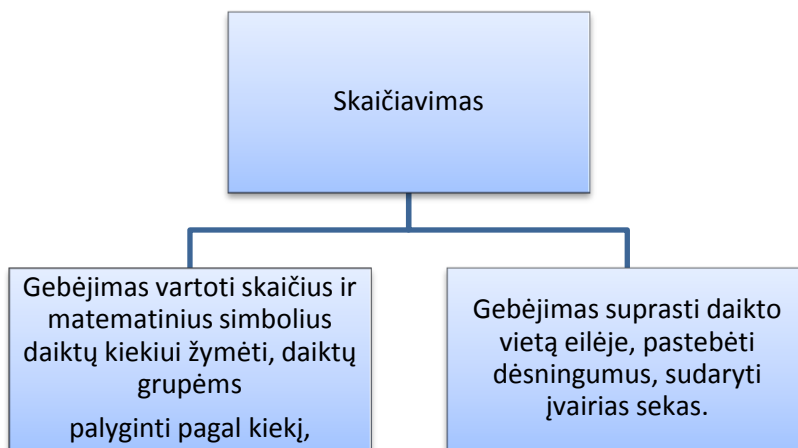 Skaičiavimas
Gebėjimas vartoti skaičius ir
matematinius simbolius
daiktų kiekiui žymėti, daiktų
grupėms
palyginti pagal kiekį,
Gebėjimas suprasti daikto
vietą eilėje, pastebėti
dėsningumus, sudaryti
įvairias sekas.